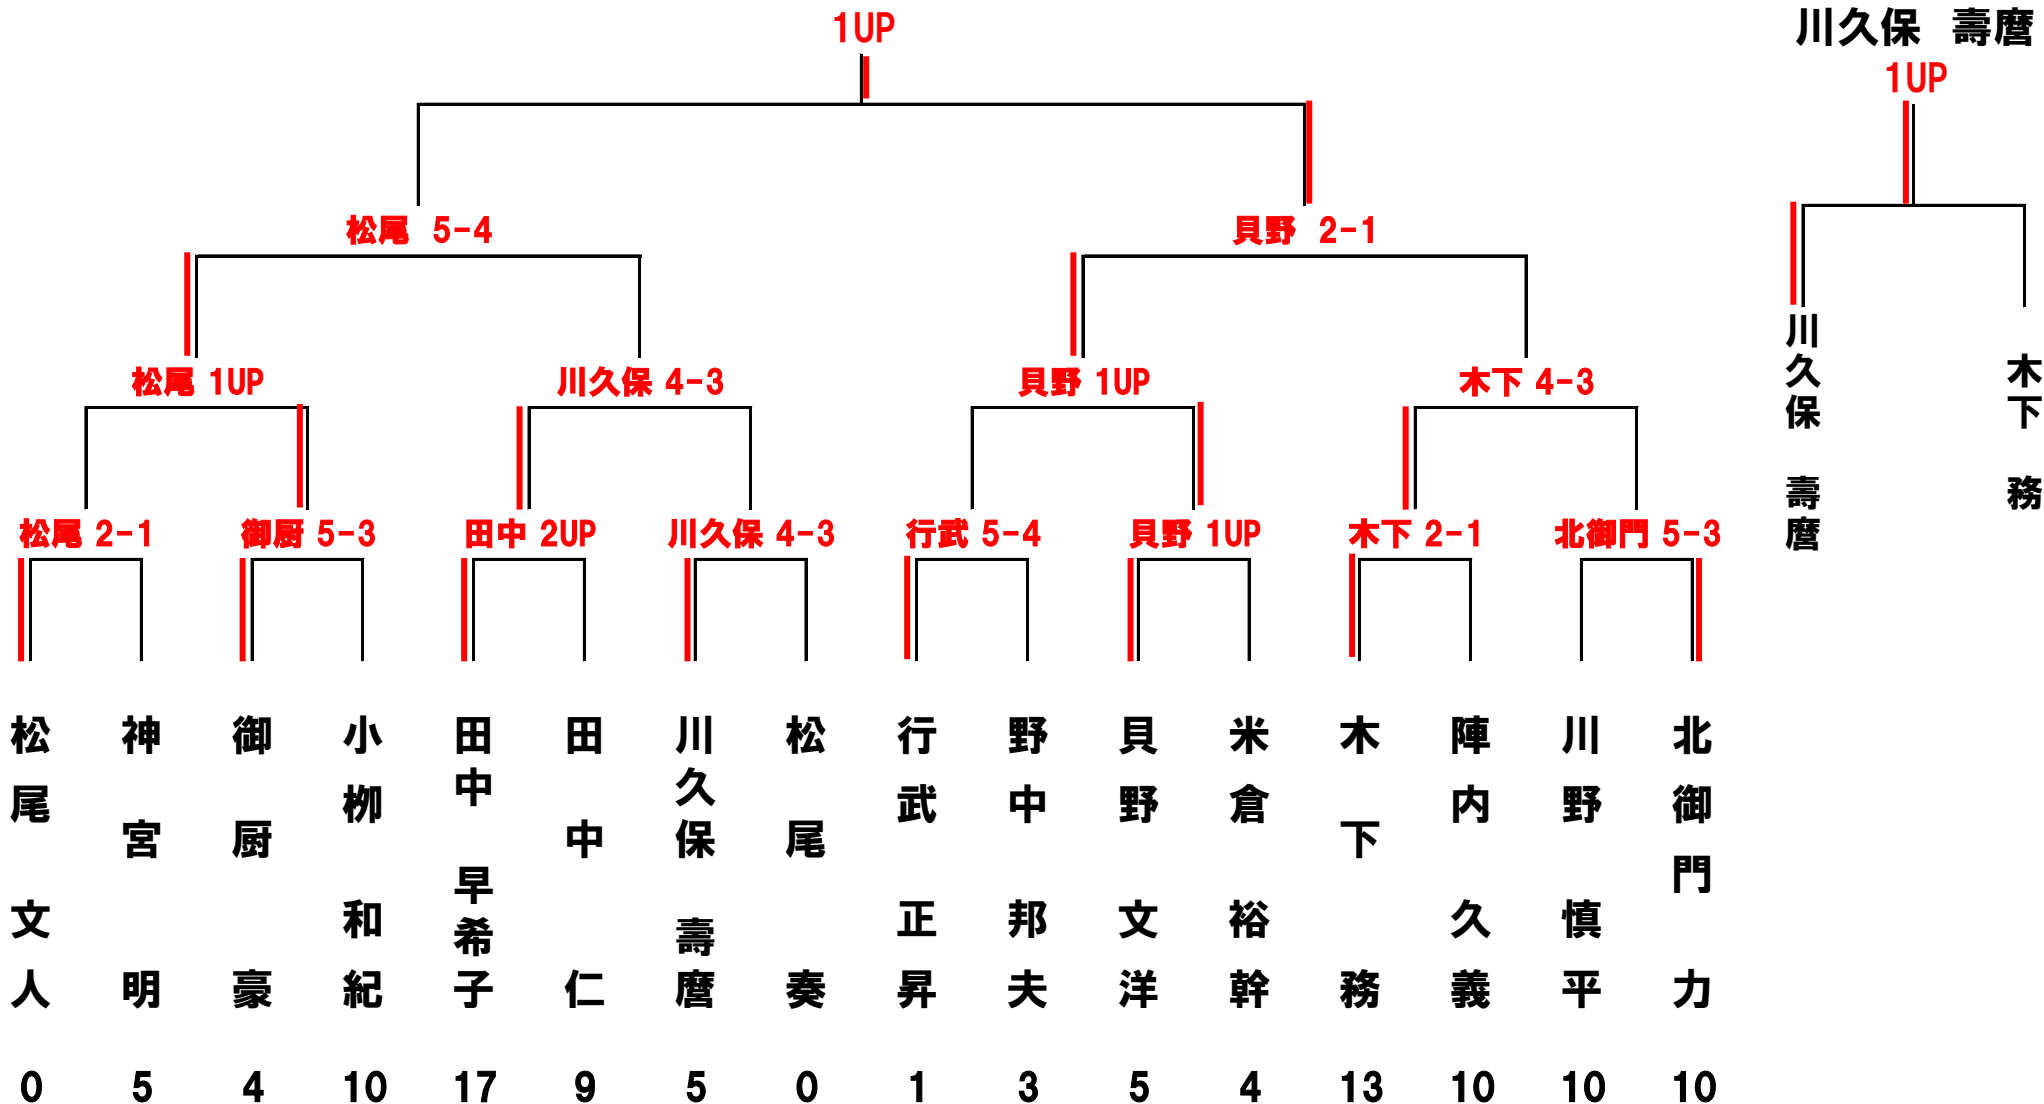 1UP
川久保 壽麿
1UP
松尾 5-4
貝野 2-1
松尾 1UP
川久保 4-3
貝野 1UP
木下 4-3
川久保 壽麿
木下 務
松尾 2-1
御厨 5-3
田中 2UP
川久保 4-3
行武 5-4
貝野 1UP
木下 2-1
北御門 5-3
松尾 文人
神宮 明
御厨 豪
小栁 和紀
田中 早希子
田中 仁
川久保 壽麿
松尾 奏
行武 正昇
野中 邦夫
貝野 文洋
米倉 裕幹
木下 務
陣内 久義
川野 慎平
北御門 力
0 5 4 10 17 9 5 0 1 3 5 4 13 10 10 10